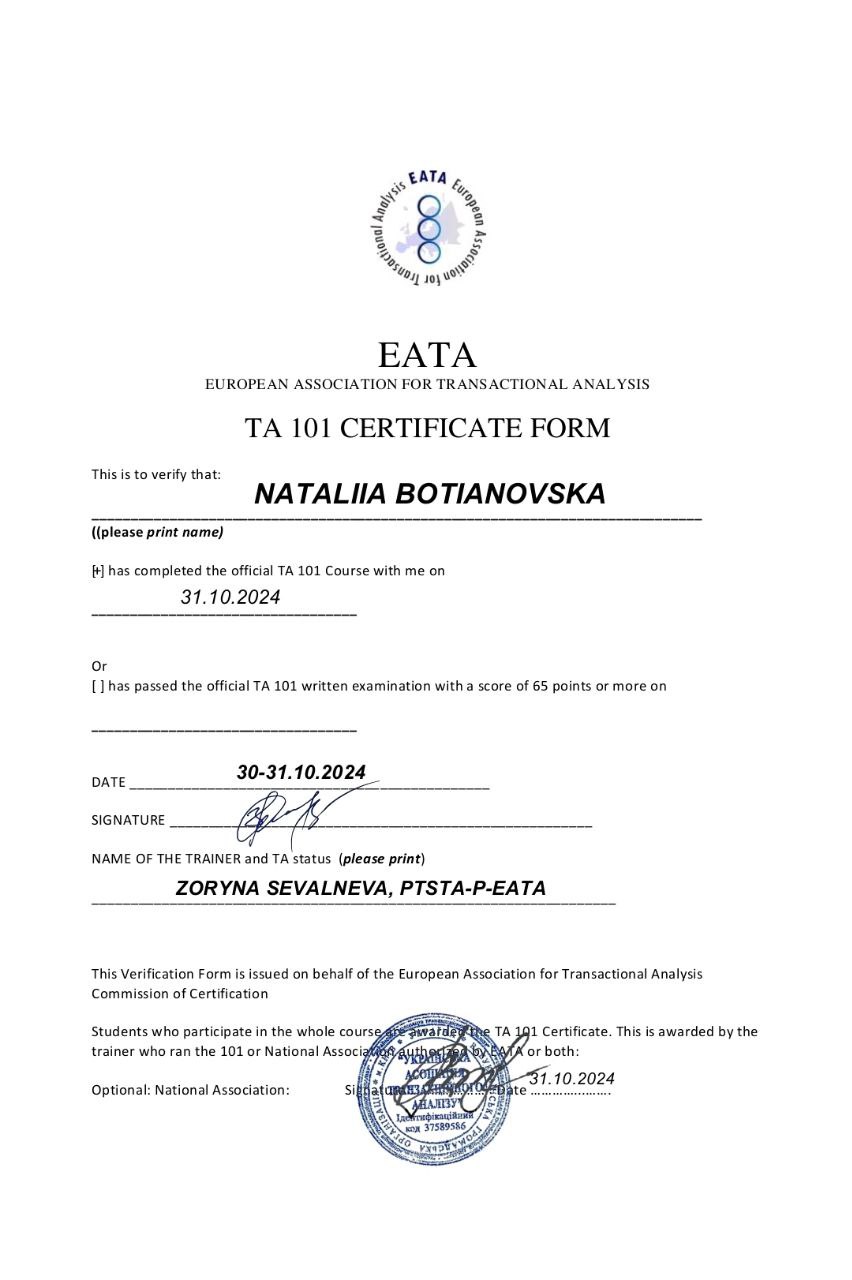 EATA European Association for Transactional Analysis
EATA
EUROPEAN ASSOCIATION FOR TRANSACTIONAL ANALYSIS
TA 101 CERTIFICATE FORM
This is to verify that:
NATALIIA BOTIANOVSKA
((please print name)
[+] has completed the official TA 101 Course with me on
31.10.2024
Or
[ ] has passed the official TA 101 written examination with a score of 65 points or more on
DATE 30-31.10.2024
SIGNATURE
NAME OF THE TRAINER and TA status (please print)
ZORYNA SEVALNEVA, PTSTA-P-EATA
This Verification Form is issued on behalf of the European Association for Transactional Analysis
Commission of Certification
Students who participate in the whole course are awarded the TA 101 Certificate. This is awarded by the
trainer who ran the 101 or National Association authorized by EATA or both:
Optional: National Association: Signature Date 31.10.2024
"УКРАЇНСЬКА
АСОЦІАЦІЯ
ТРАНЗАКЦІЙНОГО
АНАЛІЗУ"
Ідентифікаційний
код 37589586
ГРОМАДСЬКА ОРГАНІЗАЦІЯ